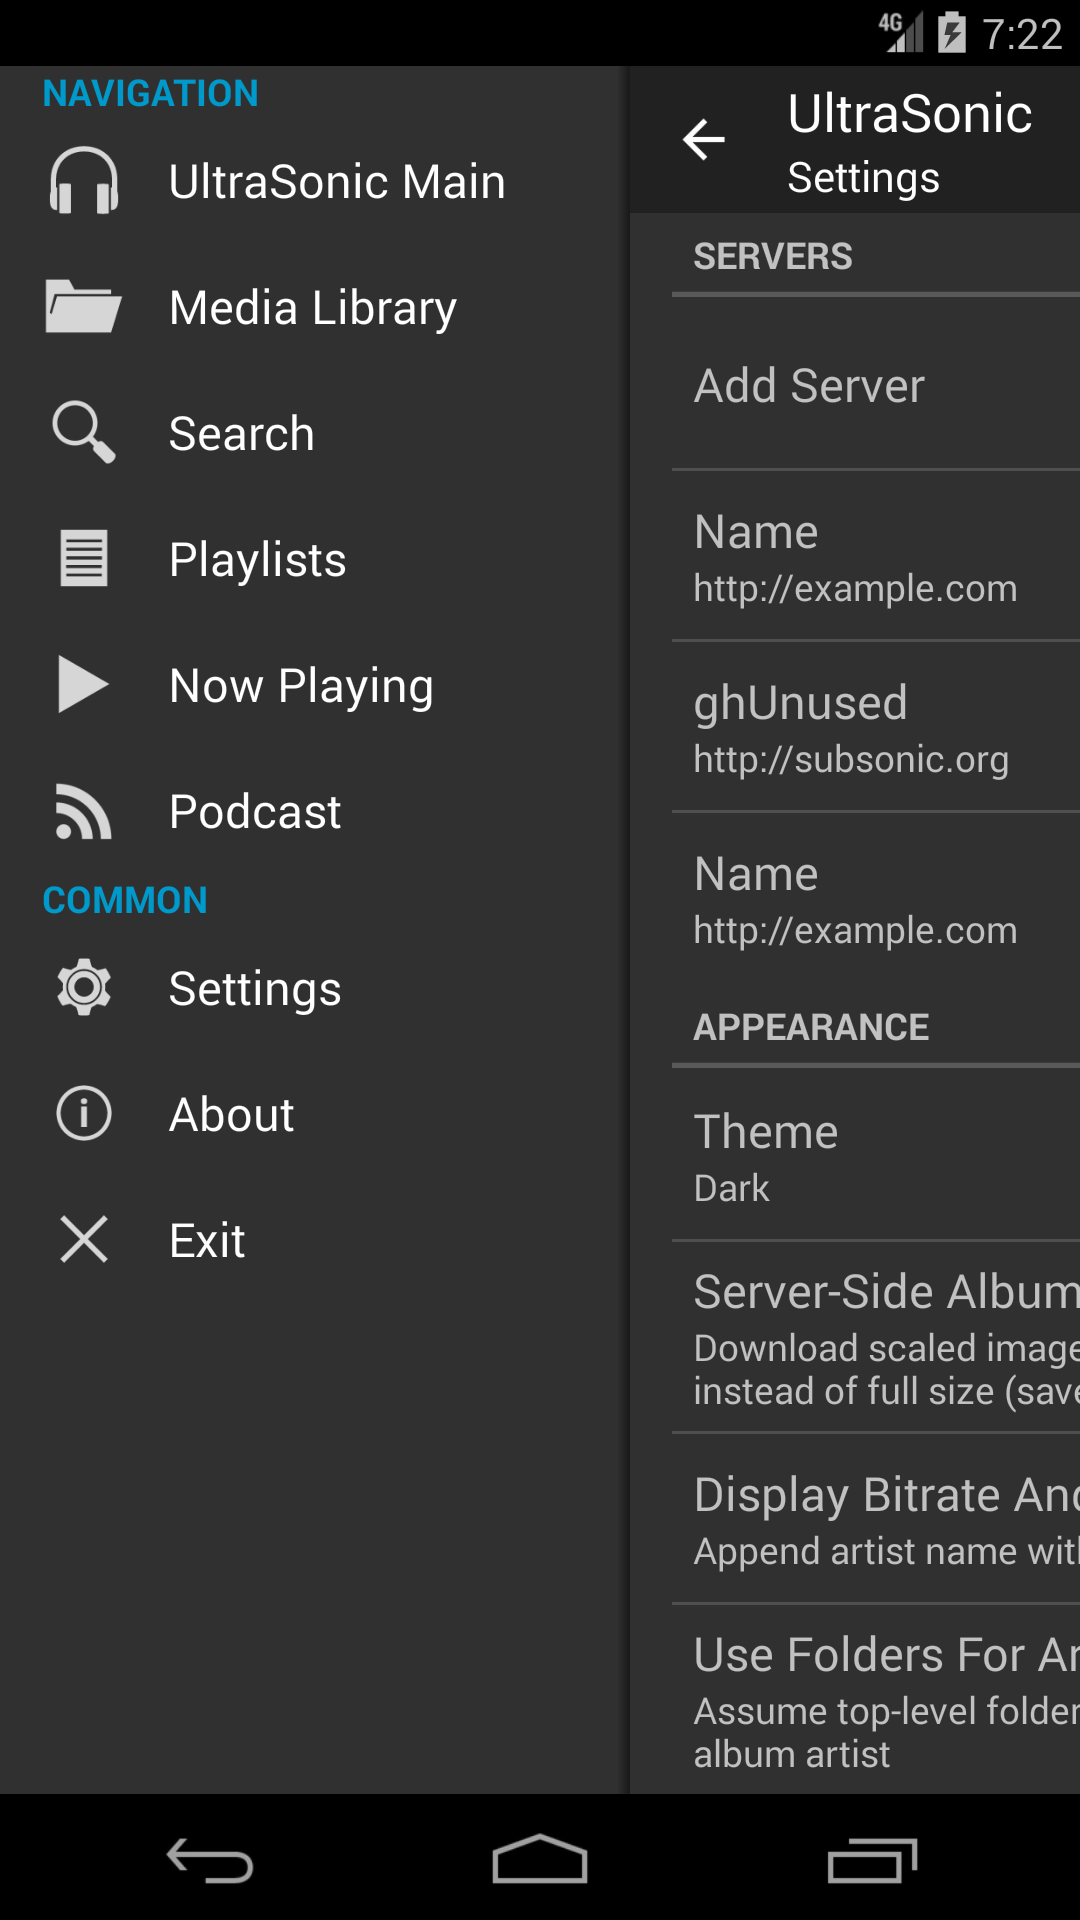 4G 7:22
NAVIGATION
UltraSonic Main
Media Library
Search
Playlists
Now Playing
Podcast
COMMON
Settings
About
Exit
UltraSonic
Settings
SERVERS
Add Server
Name
http://example.com
ghUnused
http://subsonic.org
Name
http://example.com
APPEARANCE
Theme
Dark
Server-Side Album
Download scaled image
instead of full size (save
Display Bitrate And
Append artist name with
Use Folders For Ar
Assume top-level folder
album artist